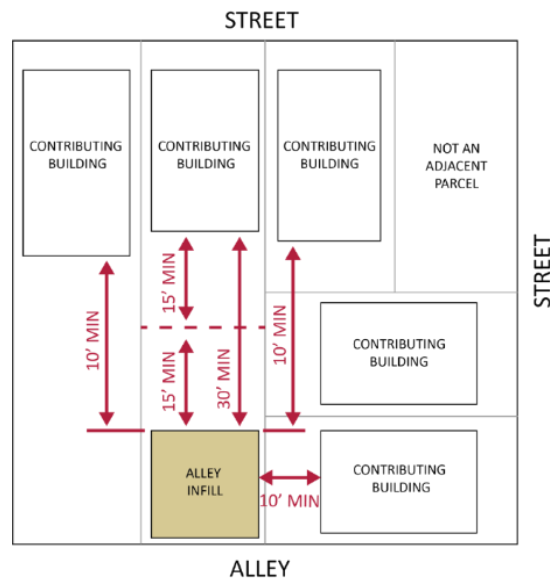 STREET
CONTRIBUTING
BUILDING
CONTRIBUTING
BUILDING
CONTRIBUTING
BUILDING
NOT AN
ADJACENT
PARCEL
STREET
15’ MIN
10’ MIN
30’ MIN
10’ MIN
15’ MIN
CONTRIBUTING
BUILDING
ALLEY
INFILL
10’ MIN
CONTRIBUTING
BUILDING
ALLEY